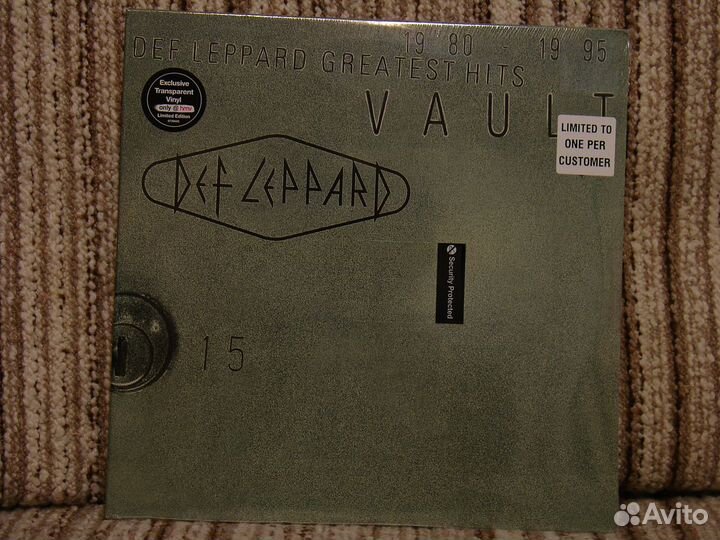 19 80 - 19 95
DEF LEPPARD GREATEST HITS
VAULT
Exclusive
Transparent
Vinyl
only @ hmv
Limited Edition
LIMITED TO
ONE PER
CUSTOMER
DEF LEPPARD
Security Protected
15
Avito